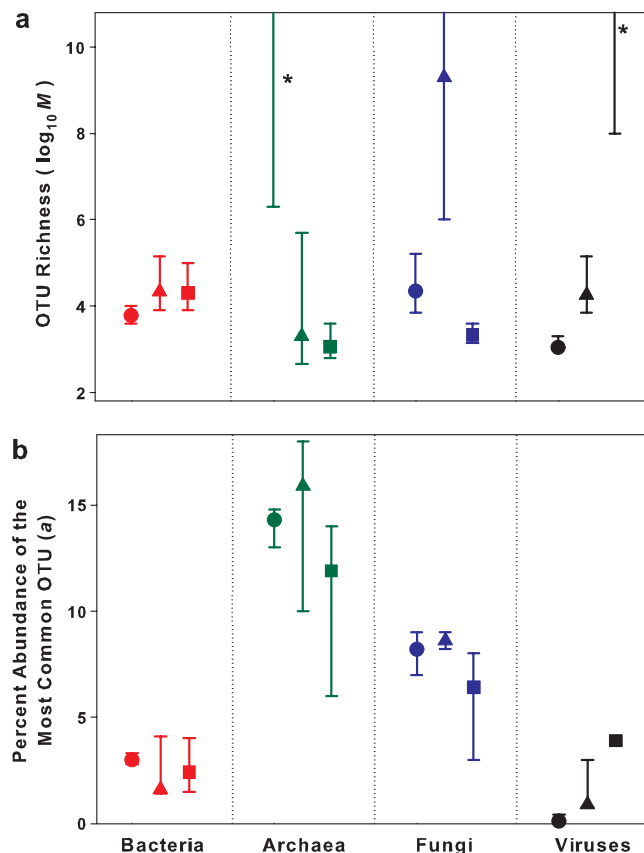 a
OTU Richness ( log10 M )
10
8
6
4
2
*
*
b
Percent Abundance of the
Most Common OTU (a)
15
10
5
0
Bacteria Archaea Fungi Viruses